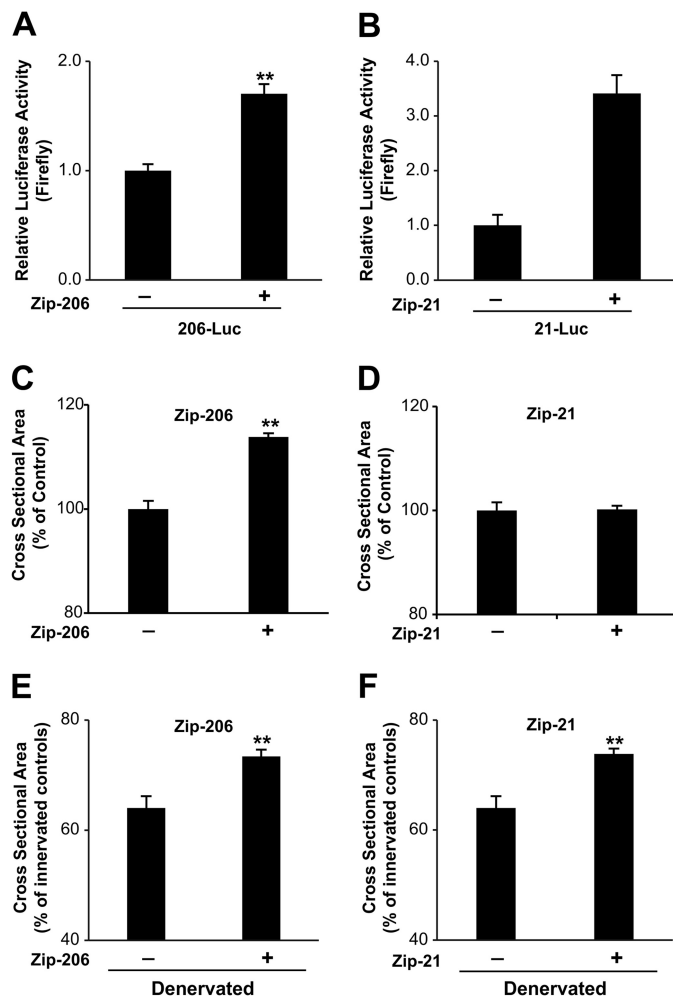 A
Relative Luciferase Activity
(Firefly)
2.0
1.0
0.0
**
Zip-206
–
+
206-Luc
B
Relative Luciferase Activity
(Firefly)
4.0
3.0
2.0
1.0
0.0
Zip-21
–
+
21-Luc
C
Cross Sectional Area
(% of Control)
120
100
80
Zip-206
**
Zip-206
–
+
D
Cross Sectional Area
(% of Control)
120
100
80
Zip-21
Zip-21
–
+
E
Cross Sectional Area
(% of innervated controls)
80
60
40
Zip-206
**
Zip-206
–
+
Denervated
F
Cross Sectional Area
(% of innervated controls)
80
60
40
Zip-21
**
Zip-21
–
+
Denervated